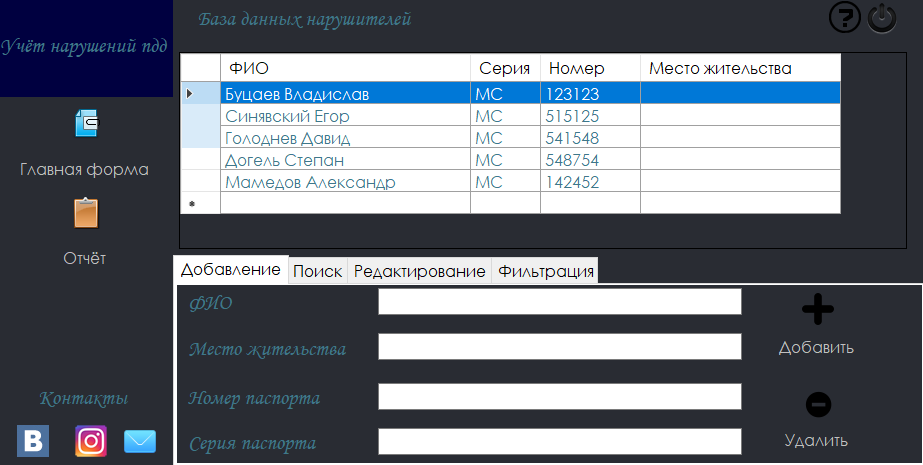 База данных нарушителей
?
Учёт нарушений пдд
ФИО Серия Номер Место жительства
Буцаев Владислав МС 123123
Синявский Егор МС 515125
Голоднев Давид МС 541548
Догель Степан МС 548754
Мамедов Александр МС 142452
Главная форма
Отчёт
Добавление Поиск Редактирование Фильтрация
ФИО
Место жительства
Добавить
Номер паспорта
Серия паспорта
Удалить
Контакты
В